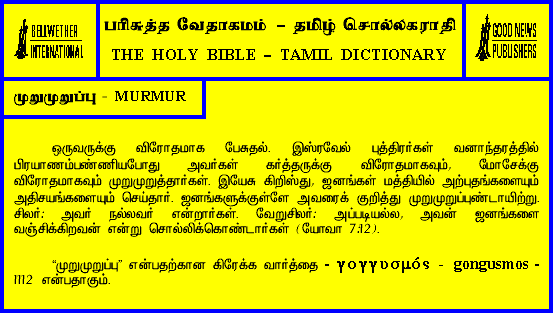 BELLWETHER
INTERNATIONAL
பரிசுத்த வேதாகமம் – தமிழ் சொல்லகராதி
THE HOLY BIBLE – TAMIL DICTIONARY
GOOD NEWS
PUBLISHERS
முறுமுறுப்பு - MURMUR
ஒருவருக்கு விரோதமாக பேசுதல். இஸ்ரவேல் புத்திரர்கள் வனாந்தரத்தில்
பிரயாணம்பண்ணியபோது அவர்கள் கர்த்தருக்கு விரோதமாகவும், மோசேக்கு
விரோதமாகவும் முறுமுறுத்தார்கள். இயேசு கிறிஸ்து, ஜனங்கள் மத்தியில் அற்புதங்களையும்
அதிசயங்களையும் செய்தார். ஜனங்களுக்குள்ளே அவரைக் குறித்து முறுமுறுப்புண்டாயிற்று.
சிலர்: அவர் நல்லவர் என்றார்கள். வேறுசிலர்: அப்படியல்ல, அவன் ஜனங்களை
வஞ்சிக்கிறவன் என்று சொல்லிக்கொண்டார்கள் (யோவா 7:12).
“முறுமுறுப்பு” என்பதற்கான கிரேக்க வார்த்தை - γογγυσμός - gongusmos -
1112 என்பதாகும்.